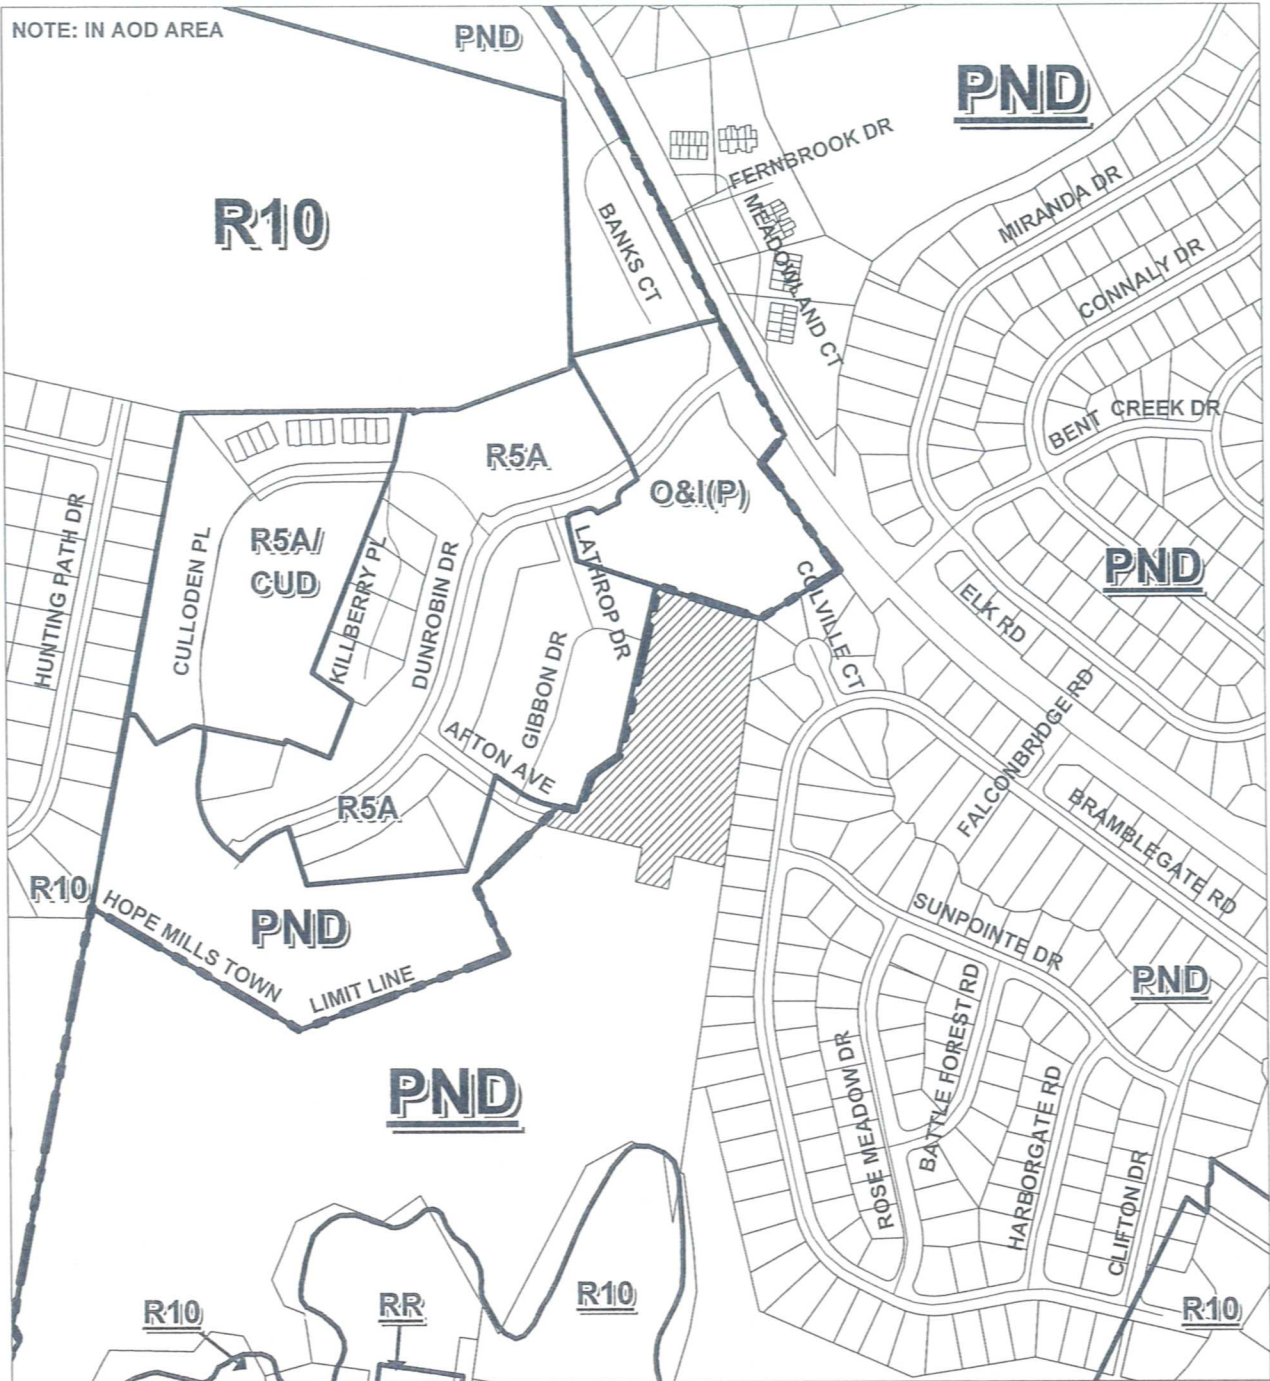 NOTE: IN AOD AREA
PND
PND
R10
FERNBROOK DR
MEADOWLAND CT
BANKS CT
MIRANDA DR
CONNALY DR
BENT CREEK DR
R5A
O&I(P)
HUNTING PATH DR
CULLODEN PL
R5A/
CUD
KILLBERRY PL
DUNROBIN DR
LATHROP DR
GIBBON DR
COLVILLE CT
PND
ELK RD
FALCONBRIDGE RD
AFTON AVE
R5A
BRAMBLEGATE RD
R10
HOPE MILLS TOWN LIMIT LINE
PND
SUNPOINTE DR
PND
ROSE MEADOW DR
BATTLE FOREST RD
HARBORGATE RD
CLIFTON DR
PND
R10
RR
R10
R10